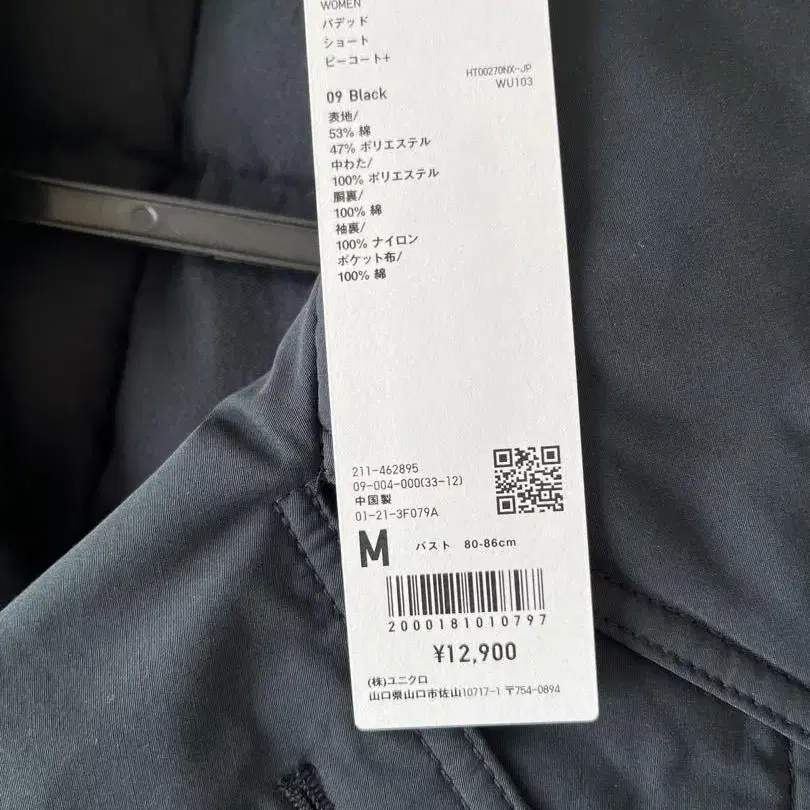 WOMEN
パデッド
ショート
ピーコート+
HT00270NX-JP
WU103
09 Black
表地/
53% 綿
47% ポリエステル
中わた/
100% ポリエステル
胴裏/
100% 綿
袖裏/
100% ナイロン
ポケット布/
100% 綿
211-462895
09-004-000(33-12)
中国製
01-21-3F079A
M バスト 80-86cm
2000181010797
¥12,900
(株)ユニクロ
山口県山口市佐山10717-1 〒754-0894